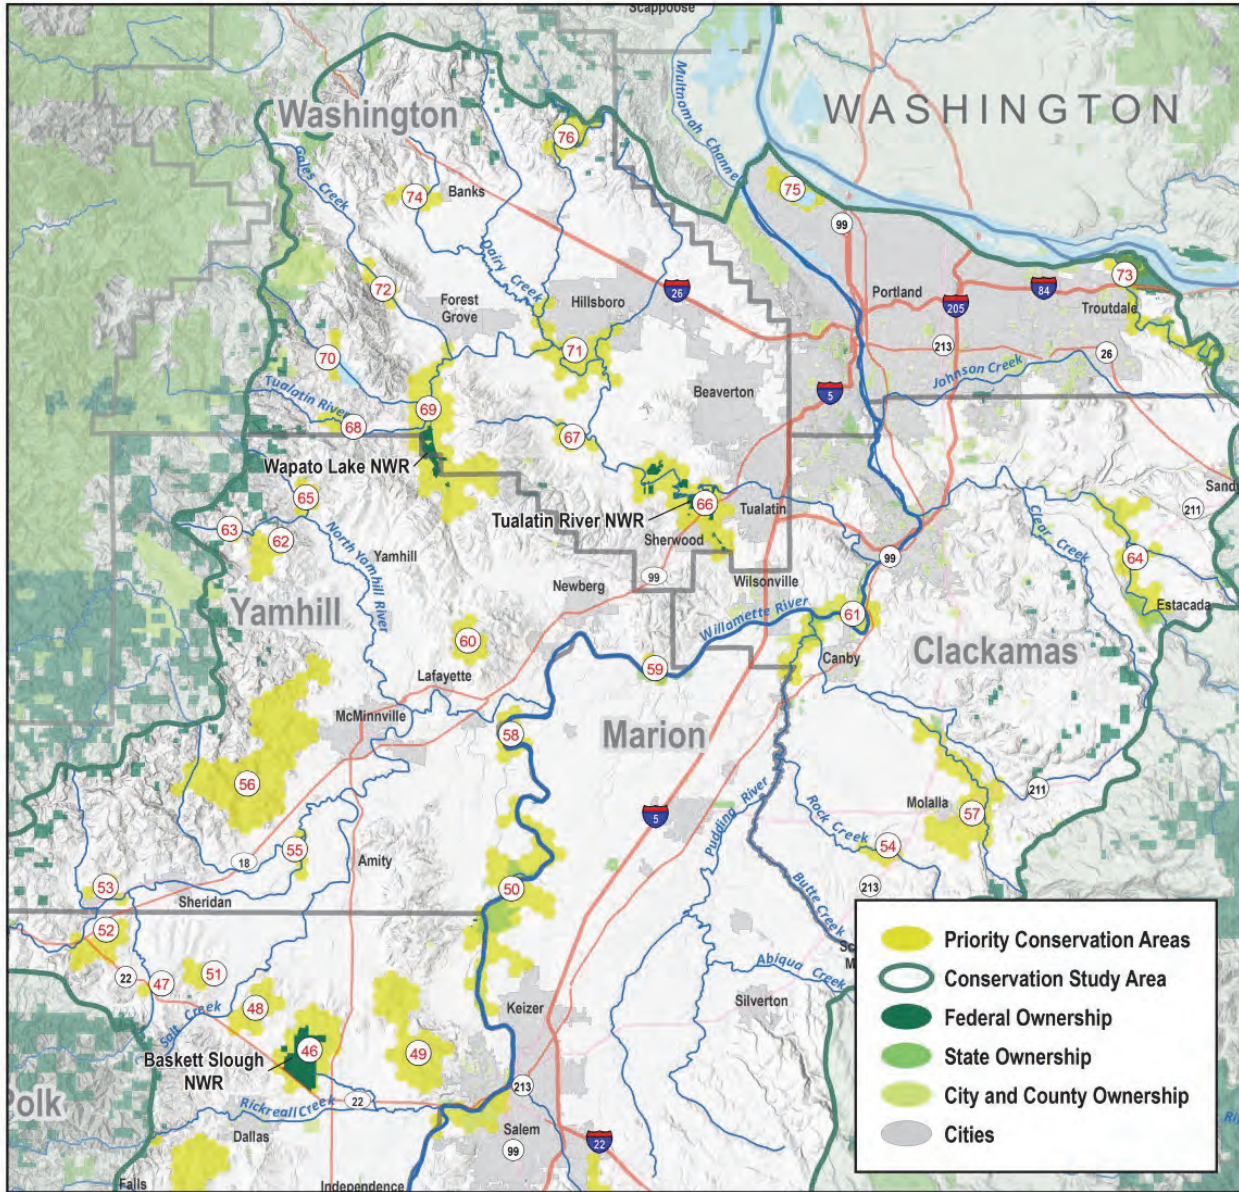 Scappoose
Multnomah Channe
WASHINGTON
Washington
76
Gales Creek
75
74
Banks
99
Dairy Creek
73
72
Forest
Grove
Hillsboro
26
Portland
84
205
Troutdale
71
213
26
70
Johnson Creek
Beaverton
5
Tualatin River
69
68
67
Wapato Lake NWR
Sandy
65
66
211
Tualatin River NWR
Tualatin
63
62
North Yamhill River
Sherwood
Clear Creek
64
Yamhill
99
Newberg
99
Wilsonville
Estacada
Yamhill
Willamette River
61
60
Clackamas
59
Canby
Lafayette
McMinnville
58
Marion
56
211
Molalla
57
5
Pudding River
Rock Creek
55
54
18
Amity
53
50
Butte Creek
213
Sheridan
52
22
47
51
Abiqua Creek
48
Silverton
Salt Creek
Keizer
46
49
Baskett Slough
NWR
213
22
Polk
Rickreall Creek
Dallas
Salem
99
22
Falls
Independence
Priority Conservation Areas
Conservation Study Area
Federal Ownership
State Ownership
City and County Ownership
Cities